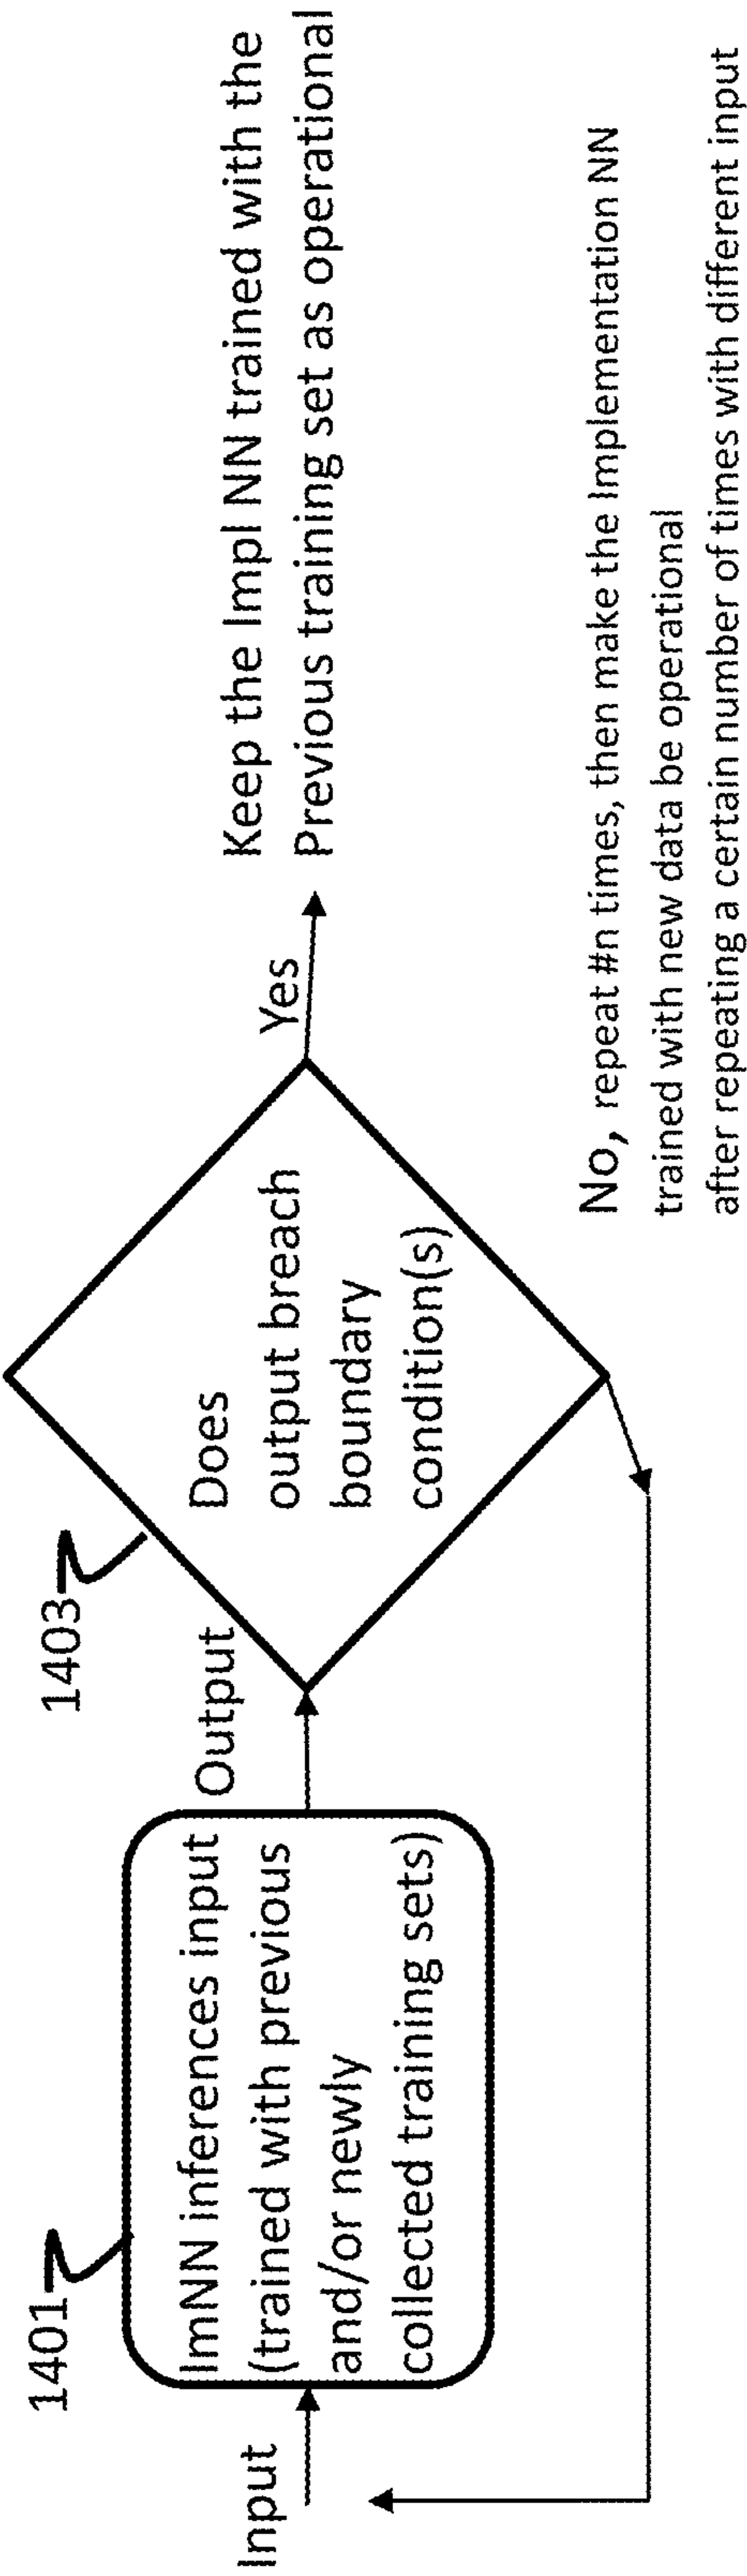 1401
Input
ImNN inferences input
(trained with previous
and/or newly
collected training sets)
Output
1403
Does
output breach
boundary
condition(s)
Yes
Keep the Impl NN trained with the
Previous training set as operational
No, repeat #n times, then make the Implementation NN
trained with new data be operational
after repeating a certain number of times with different input